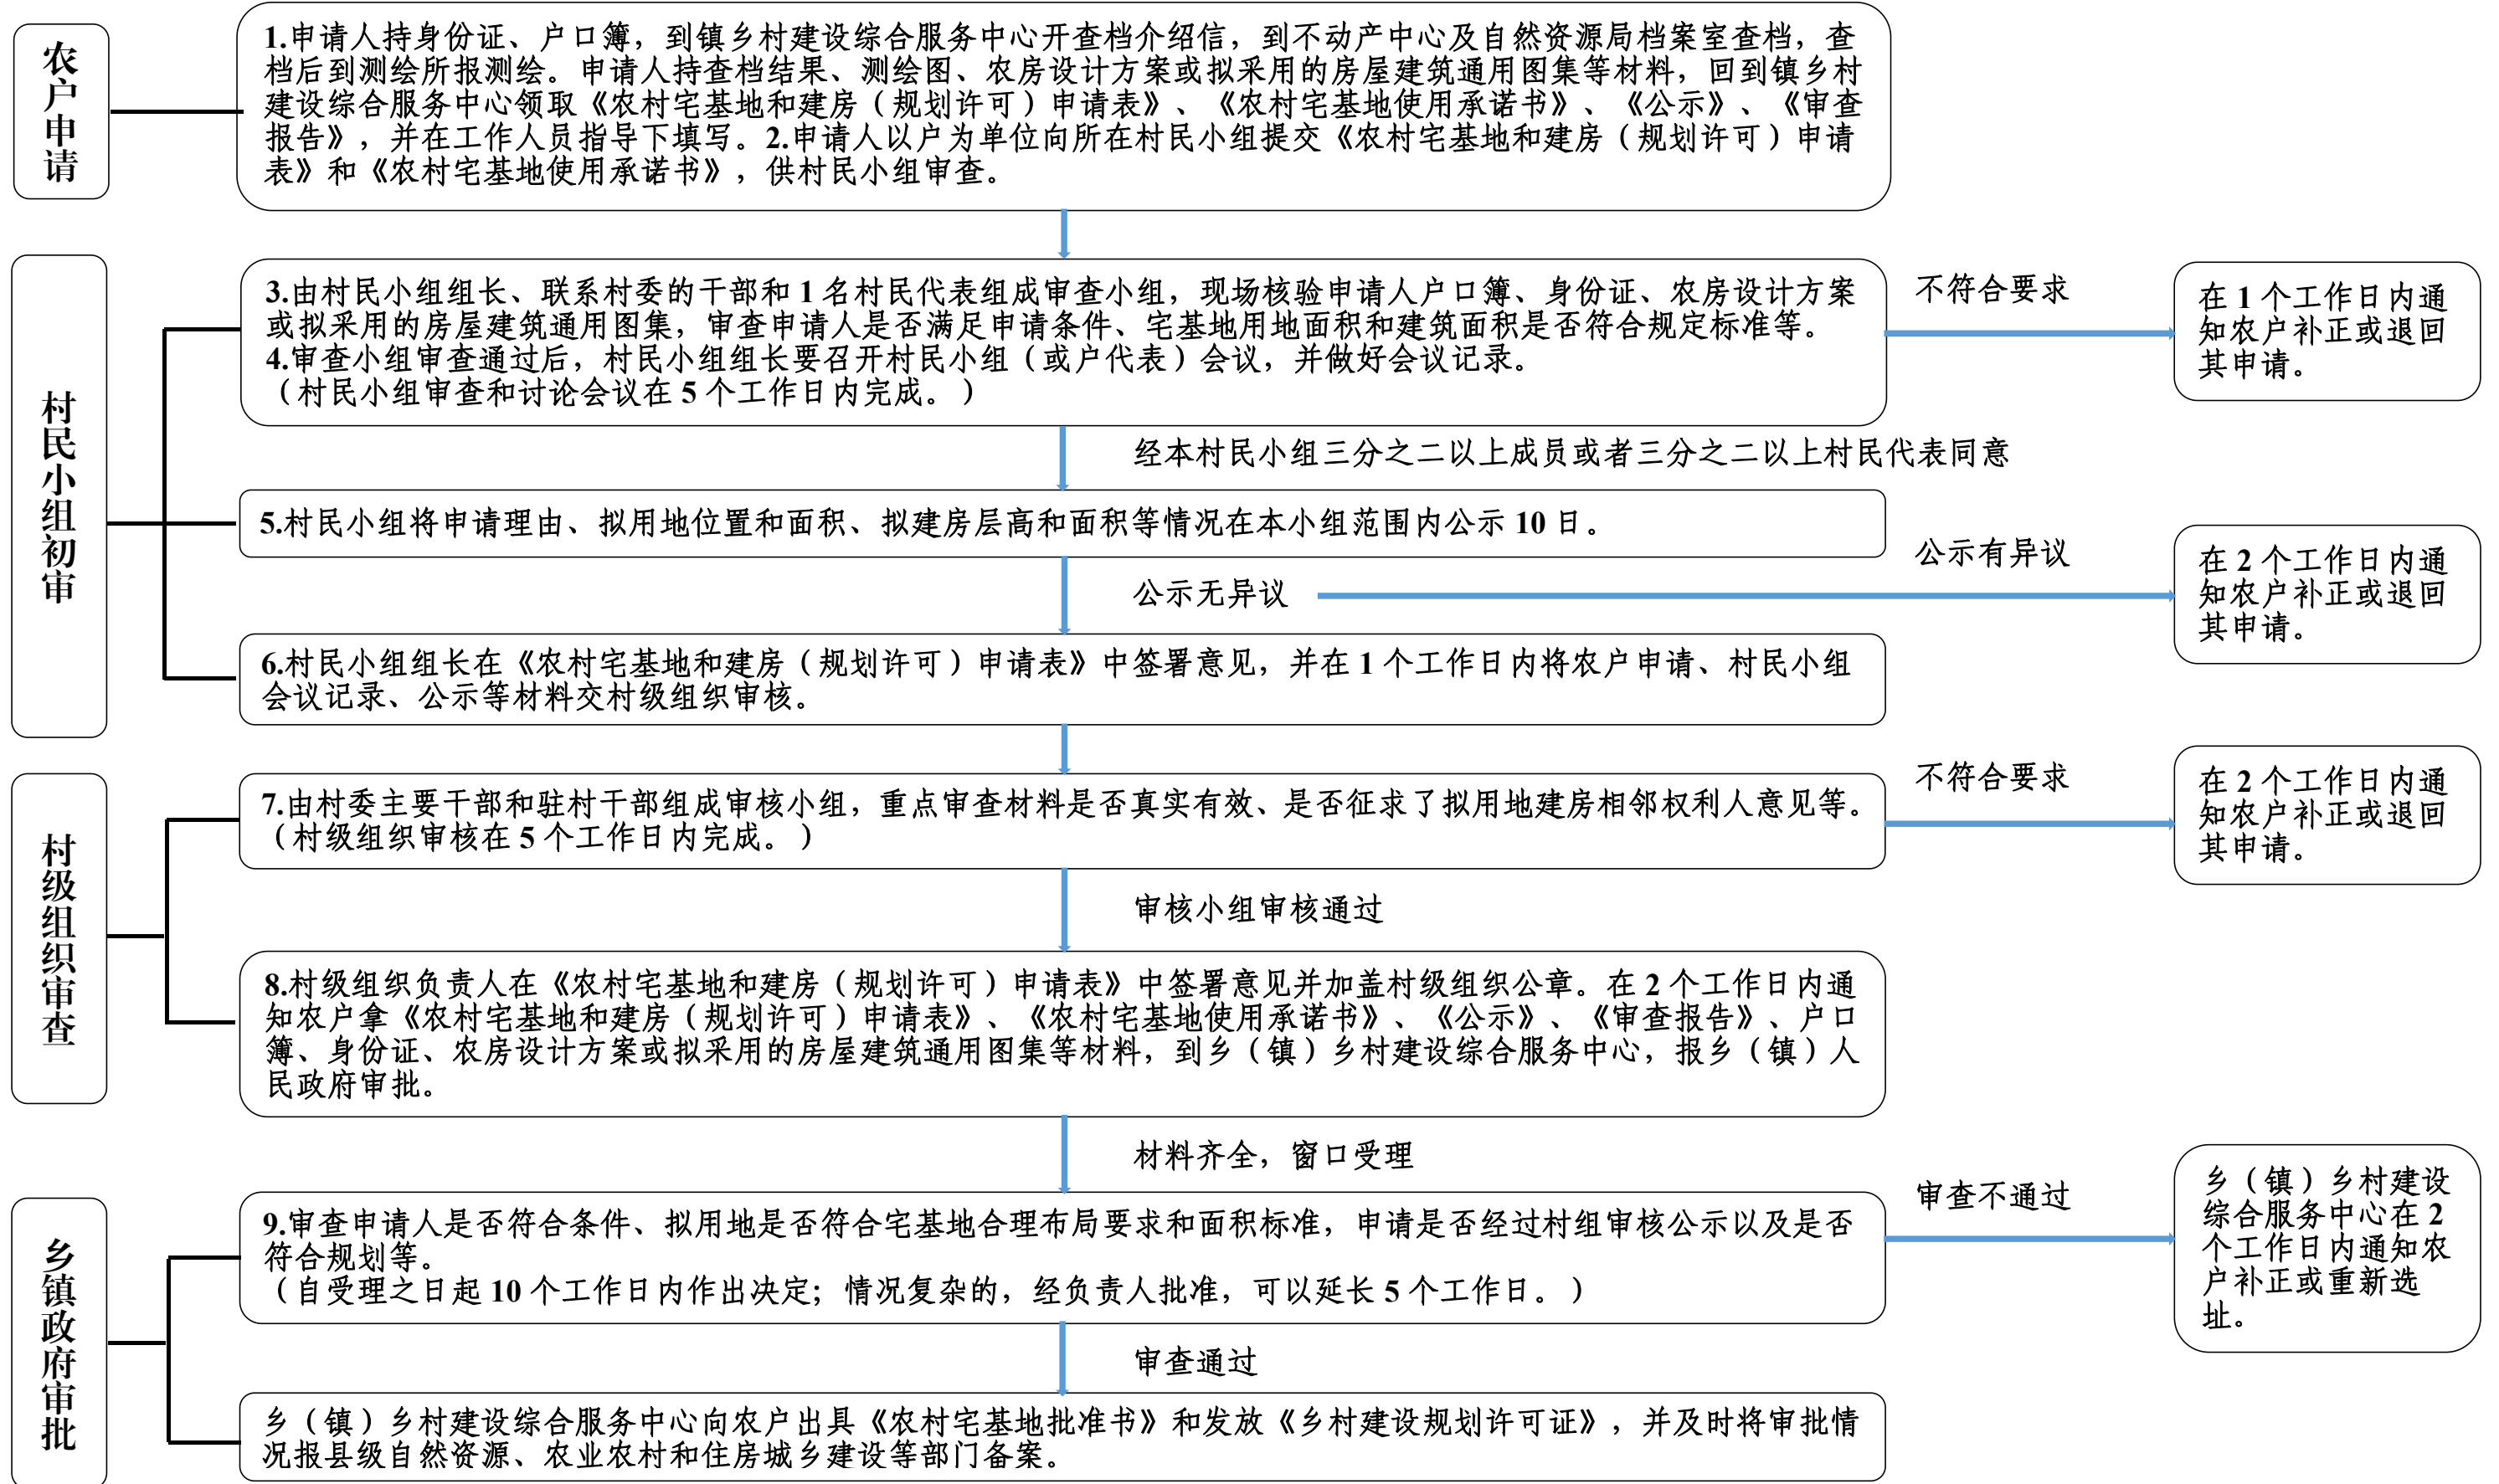 农户申请
1.申请人持身份证、户口簿，到镇乡村建设综合服务中心开查档介绍信，到不动产中心及自然资源局档案室查档，查
档后到测绘所报测绘。申请人持查档结果、测绘图、农房设计方案或拟采用的房屋建筑通用图集等材料，回到镇乡村
建设综合服务中心领取《农村宅基地和建房（规划许可）申请表》、《农村宅基地使用承诺书》、《公示》、《审查
报告》，并在工作人员指导下填写。2.申请人以户为单位向所在村民小组提交《农村宅基地和建房（规划许可）申请
表》和《农村宅基地使用承诺书》，供村民小组审查。
村民小组初审
3.由村民小组组长、联系村委的干部和 1 名村民代表组成审查小组，现场核验申请人户口簿、身份证、农房设计方案
或拟采用的房屋建筑通用图集，审查申请人是否满足申请条件、宅基地用地面积和建筑面积是否符合规定标准等。
4.审查小组审查通过后，村民小组组长要召开村民小组（或户代表）会议，并做好会议记录。
（村民小组审查和讨论会议在 5 个工作日内完成。）
不符合要求
在 1 个工作日内通
知农户补正或退回
其申请。
经本村民小组三分之二以上成员或者三分之二以上村民代表同意
5.村民小组将申请理由、拟用地位置和面积、拟建房层高和面积等情况在本小组范围内公示 10 日。
公示无异议
公示有异议
在 2 个工作日内通
知农户补正或退回
其申请。
6.村民小组组长在《农村宅基地和建房（规划许可）申请表》中签署意见，并在 1 个工作日内将农户申请、村民小组
会议记录、公示等材料交村级组织审核。
村级组织审查
7.由村委主要干部和驻村干部组成审核小组，重点审查材料是否真实有效、是否征求了拟用地建房相邻权利人意见等。
（村级组织审核在 5 个工作日内完成。）
不符合要求
在 2 个工作日内通
知农户补正或退回
其申请。
审核小组审核通过
8.村级组织负责人在《农村宅基地和建房（规划许可）申请表》中签署意见并加盖村级组织公章。在 2 个工作日内通
知农户拿《农村宅基地和建房（规划许可）申请表》、《农村宅基地使用承诺书》、《公示》、《审查报告》、户口
簿、身份证、农房设计方案或拟采用的房屋建筑通用图集等材料，到乡（镇）乡村建设综合服务中心，报乡（镇）人
民政府审批。
材料齐全，窗口受理
乡镇政府审批
9.审查申请人是否符合条件、拟用地是否符合宅基地合理布局要求和面积标准，申请是否经过村组审核公示以及是否
符合规划等。
（自受理之日起 10 个工作日内作出决定；情况复杂的，经负责人批准，可以延长 5 个工作日。）
审查不通过
乡（镇）乡村建设
综合服务中心在 2
个工作日内通知农
户补正或重新选
址。
审查通过
乡（镇）乡村建设综合服务中心向农户出具《农村宅基地批准书》和发放《乡村建设规划许可证》，并及时将审批情
况报县级自然资源、农业农村和住房城乡建设等部门备案。